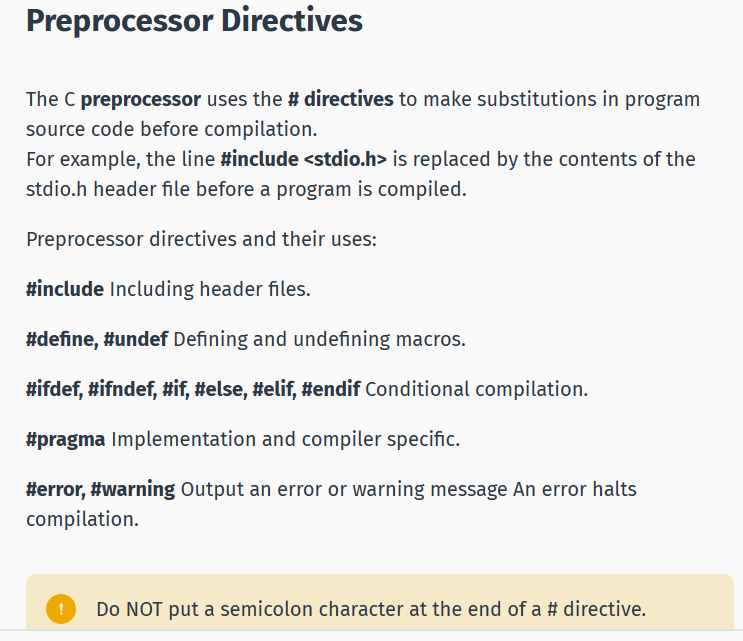 Preprocessor Directives
The C preprocessor uses the # directives to make substitutions in program
source code before compilation.
For example, the line #include <stdio.h> is replaced by the contents of the
stdio.h header file before a program is compiled.
Preprocessor directives and their uses:
#include Including header files.
#define, #undef Defining and undefining macros.
#ifdef, #ifndef, #if, #else, #elif, #endif Conditional compilation.
#pragma Implementation and compiler specific.
#error, #warning Output an error or warning message An error halts
compilation.
! Do NOT put a semicolon character at the end of a # directive.